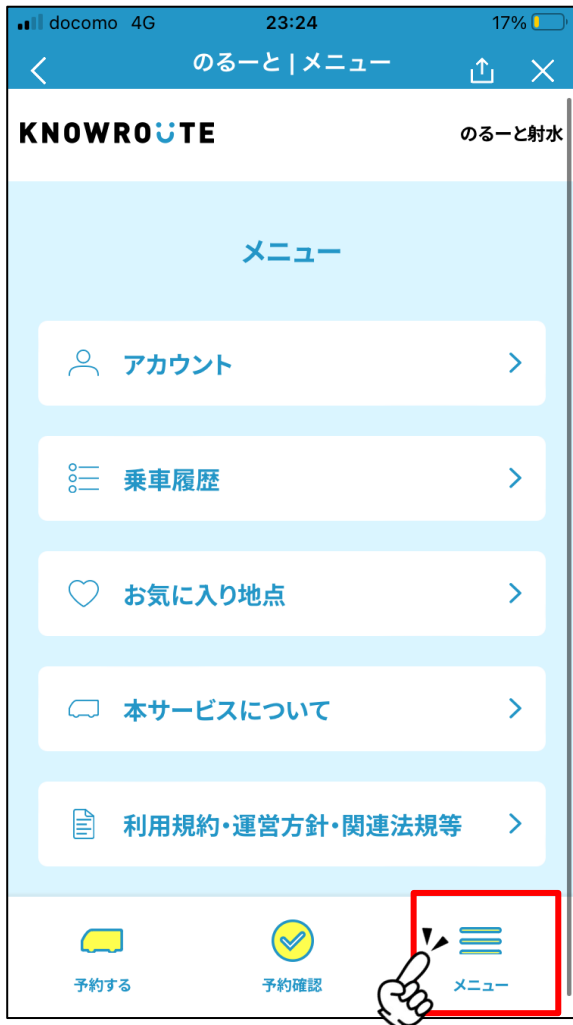 docomo 4G 23:24 17%
のるーと | メニュー
KNOWROUTE のるーと射水
メニュー
アカウント
乗車履歴
お気に入り地点
本サービスについて
利用規約・運営方針・関連法規等
予約する 予約確認 メニュー